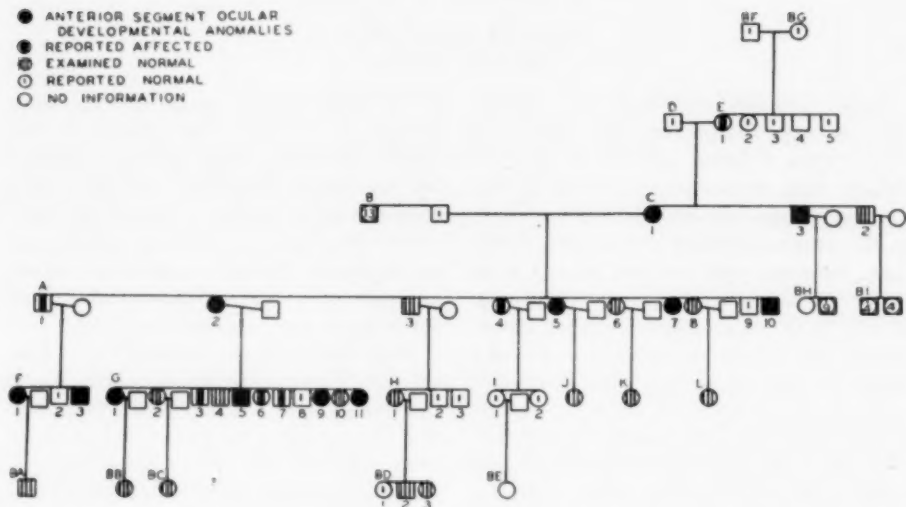 ANTERIOR SEGMENT OCULAR
DEVELOPMENTAL ANOMALIES
REPORTED AFFECTED
EXAMINED NORMAL
REPORTED NORMAL
NO INFORMATION
BF BG
D E
1 2 3 4 5
B C
13
1 3 2
A BH BI
1 2 3 4 5 6 7 8 9 10
F G H I J K L
1 2 3 1 2 3 4 5 6 7 8 9 10 11 1 2 3 1 2
BA BB BC BD BE
1 2 3